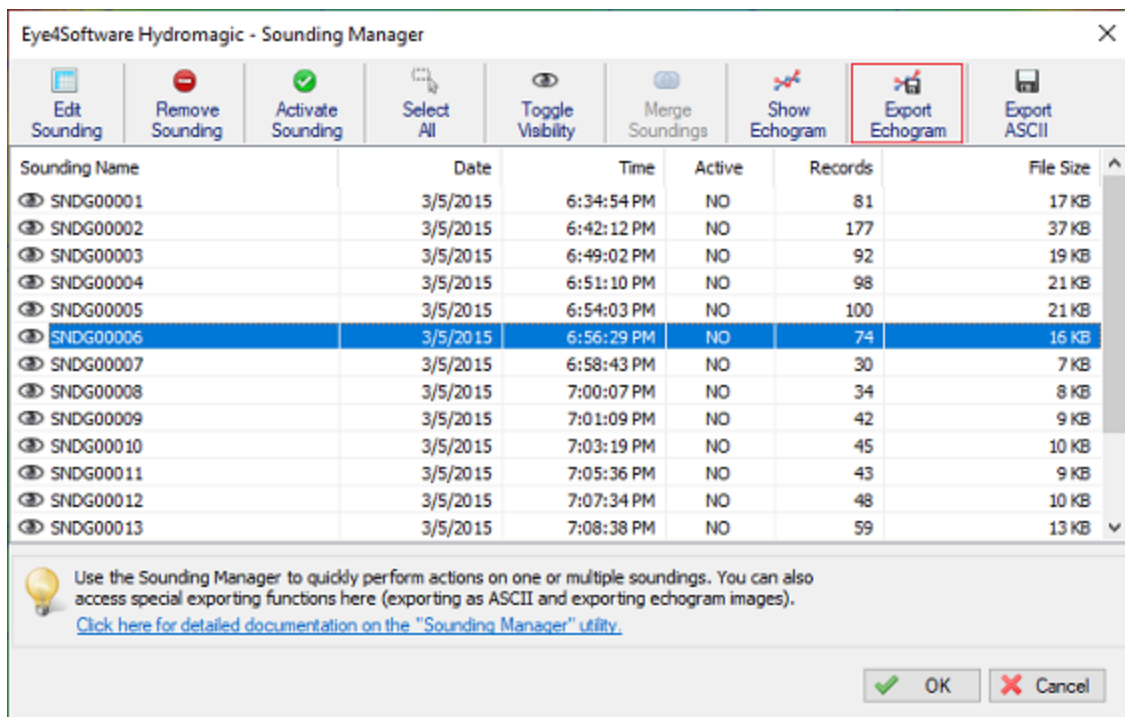 Eye4Software Hydromagic - Sounding Manager
Edit Sounding
Remove Sounding
Activate Sounding
Select All
Toggle Visibility
Merge Soundings
Show Echogram
Export Echogram
Export ASCII
Sounding Name Date Time Active Records File Size
SNDG00001 3/5/2015 6:34:54 PM NO 81 17 KB
SNDG00002 3/5/2015 6:42:12 PM NO 177 37 KB
SNDG00003 3/5/2015 6:49:02 PM NO 92 19 KB
SNDG00004 3/5/2015 6:51:10 PM NO 98 21 KB
SNDG00005 3/5/2015 6:54:03 PM NO 100 21 KB
SNDG00006 3/5/2015 6:56:29 PM NO 74 16 KB
SNDG00007 3/5/2015 6:58:43 PM NO 30 7 KB
SNDG00008 3/5/2015 7:00:07 PM NO 34 8 KB
SNDG00009 3/5/2015 7:01:09 PM NO 42 9 KB
SNDG00010 3/5/2015 7:03:19 PM NO 45 10 KB
SNDG00011 3/5/2015 7:05:36 PM NO 43 9 KB
SNDG00012 3/5/2015 7:07:34 PM NO 48 10 KB
SNDG00013 3/5/2015 7:08:38 PM NO 59 13 KB
Use the Sounding Manager to quickly perform actions on one or multiple soundings. You can also
access special exporting functions here (exporting as ASCII and exporting echogram images).
Click here for detailed documentation on the "Sounding Manager" utility.
OK Cancel